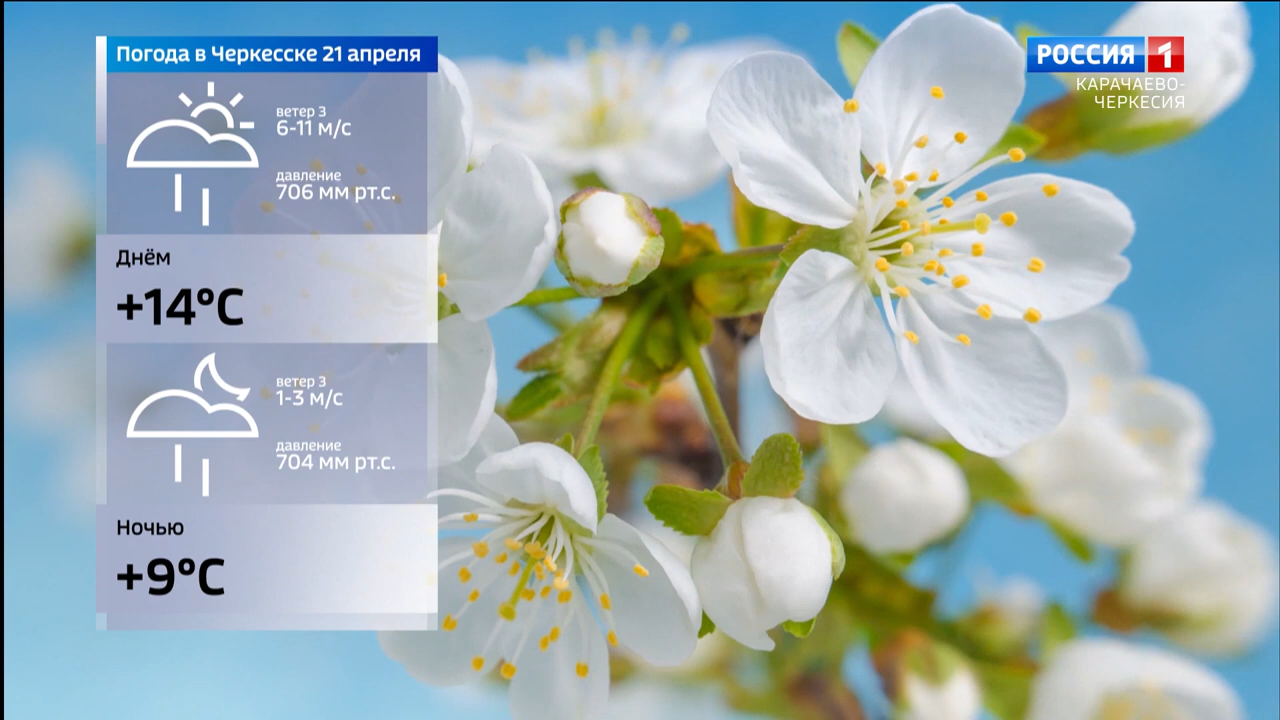 Погода в Черкесске 21 апреля
РОССИЯ 1
КАРАЧАЕВО-
ЧЕРКЕСИЯ
ветер З
6-11 м/с
давление
706 мм рт.с.
Днём
+14°C
ветер З
1-3 м/с
давление
704 мм рт.с.
Ночью
+9°C